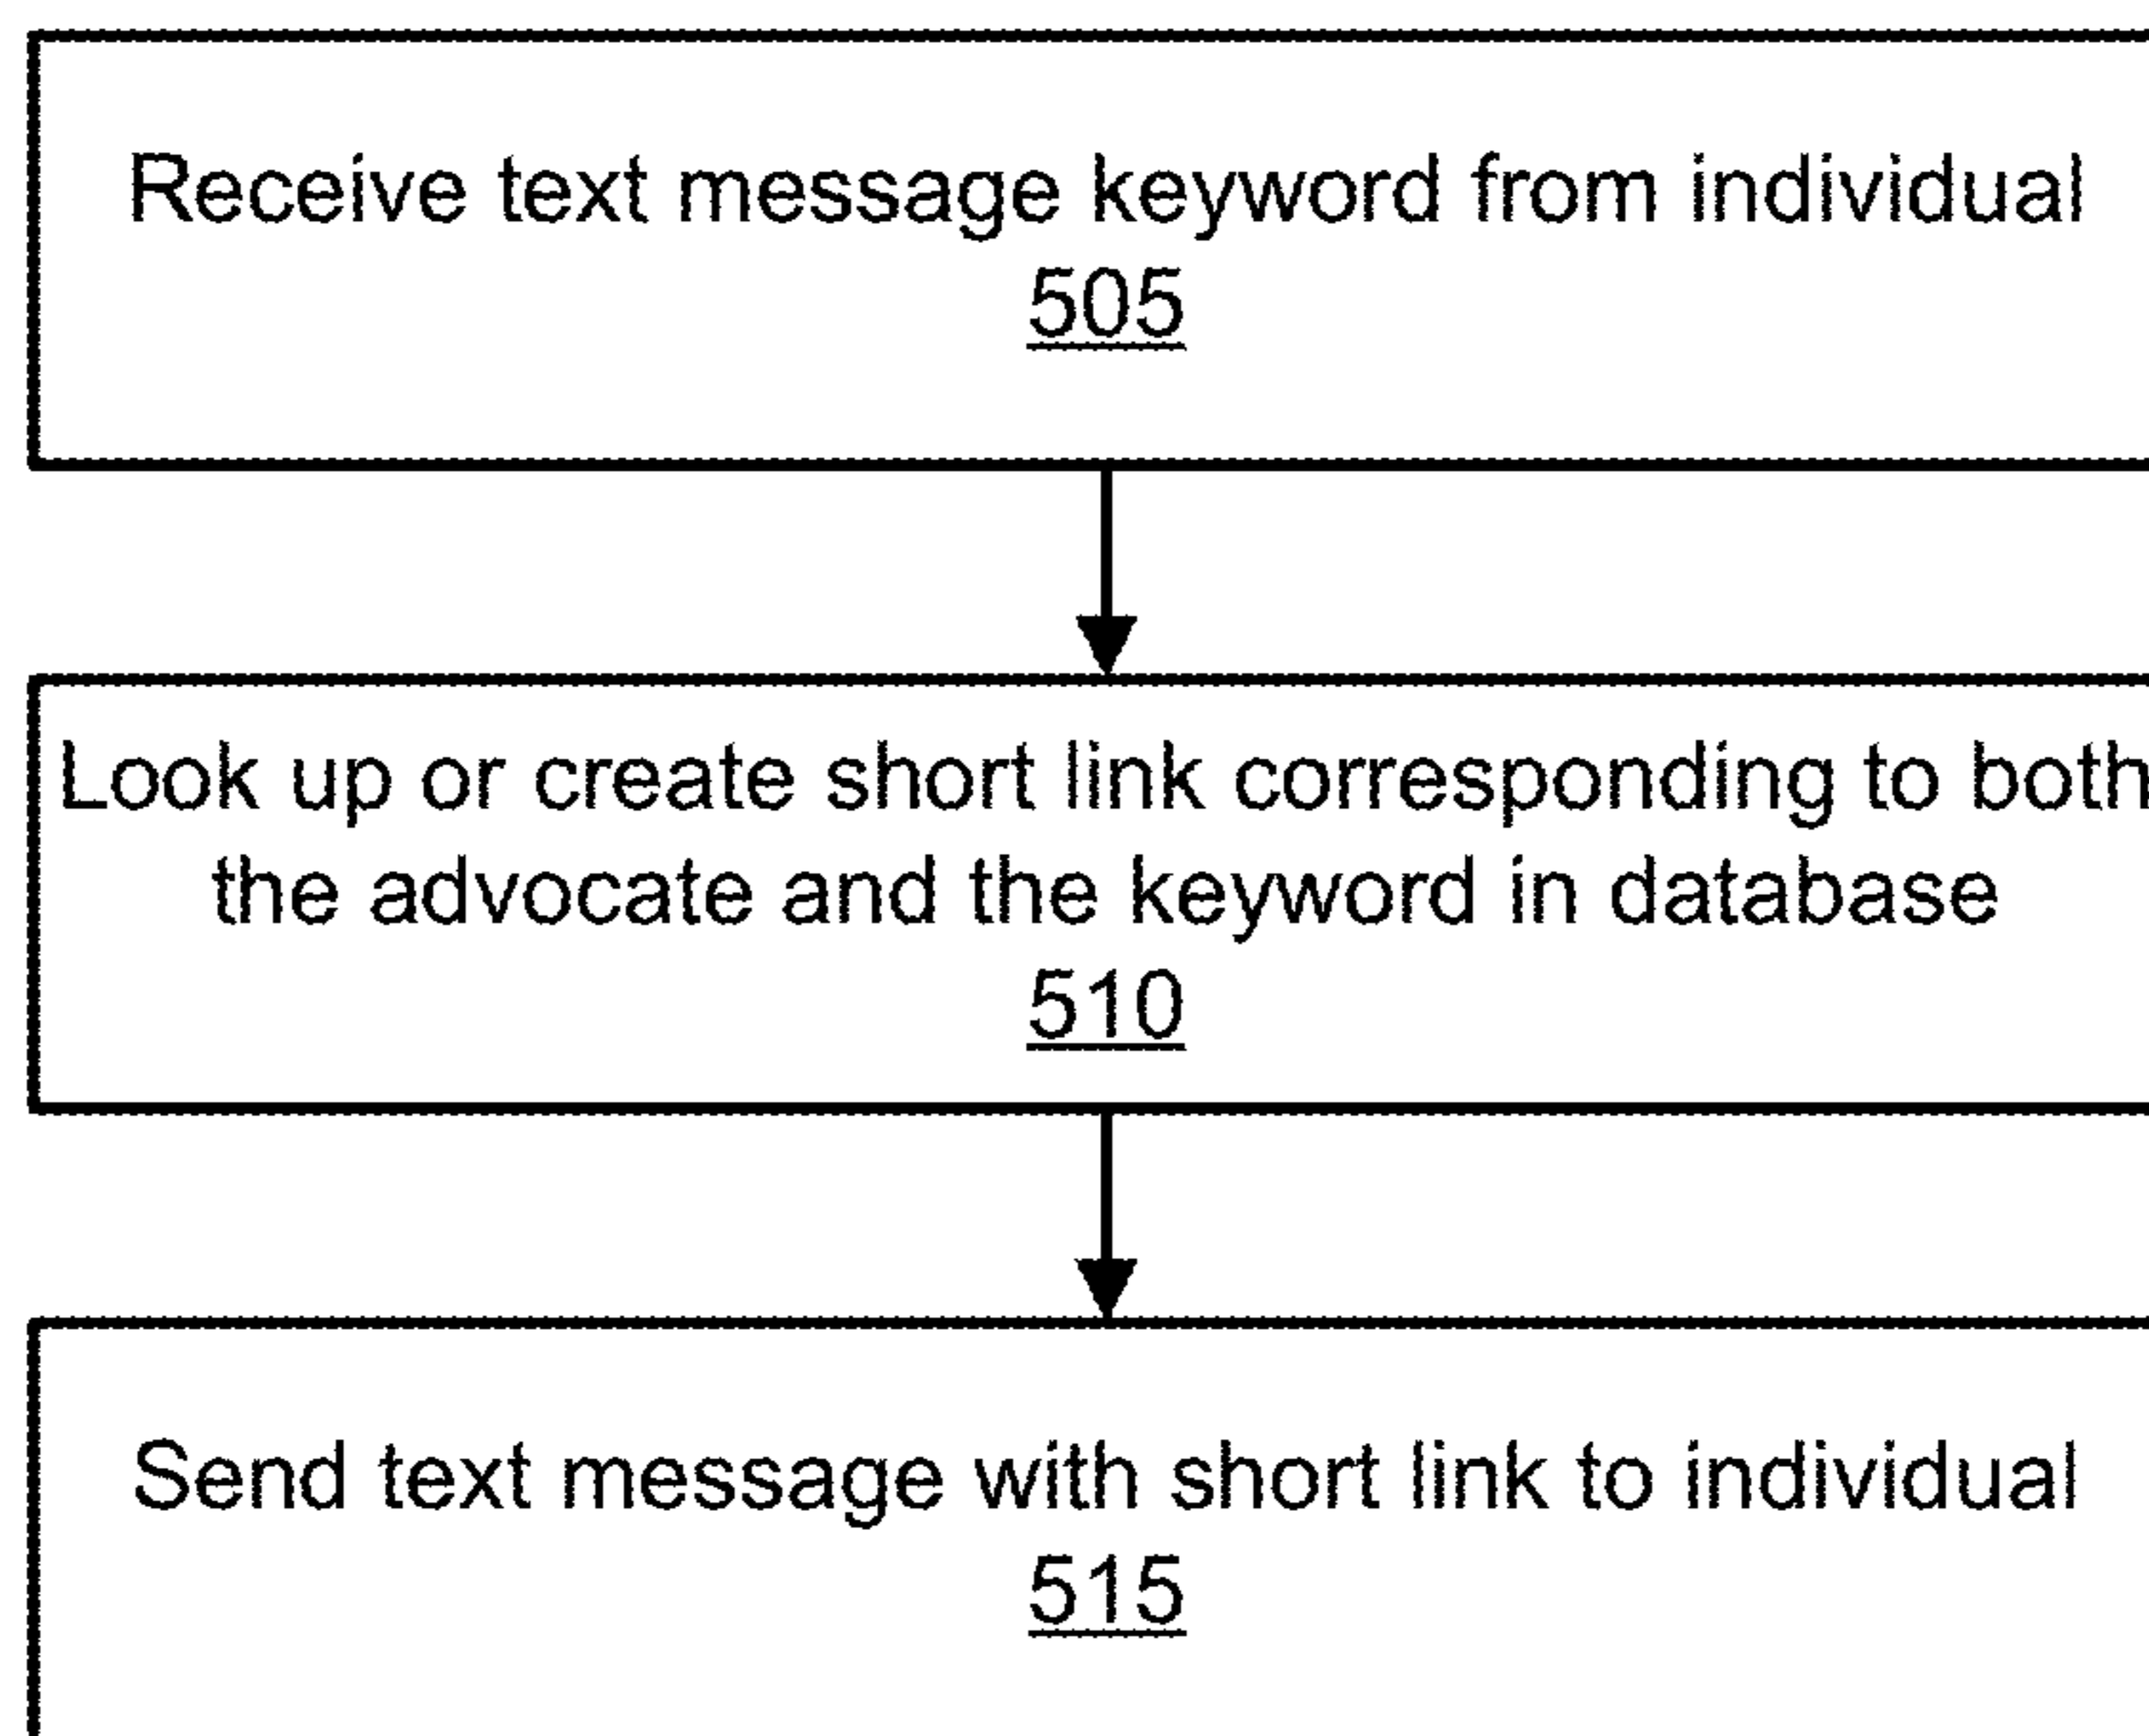 Receive text message keyword from individual
505
Look up or create short link corresponding to both
the advocate and the keyword in database
510
Send text message with short link to individual
515